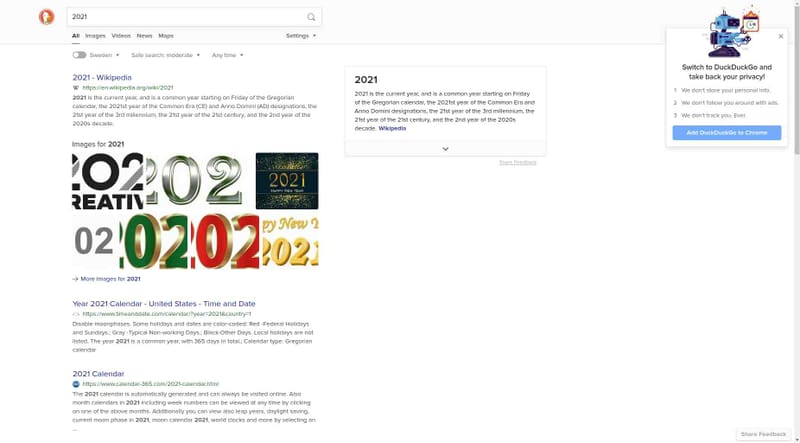 2021
All Images Videos News Maps Settings
Sweden Safe search: moderate Any time
2021 - Wikipedia
https://en.wikipedia.org/wiki/2021
2021 is the current year, and is a common year starting on Friday of the Gregorian
calendar, the 2021st year of the Common Era (CE) and Anno Domini (AD) designations, the
21st year of the 3rd millennium, the 21st year of the 21st century, and the 2nd year of the
2020s decade.
Images for 2021
202
CREATIV
202
2021
HAPPY NEW YEAR
02
202
202
py New Y
2021
More Images for 2021
Year 2021 Calendar - United States - Time and Date
https://www.timeanddate.com/calendar/?year=2021&country=1
Disable moonphases. Some holidays and dates are color-coded: Red -Federal Holidays
and Sundays.; Gray -Typical Non-working Days.; Black-Other Days. Local holidays are not
listed. The year 2021 is a common year, with 365 days in total.; Calendar type: Gregorian
calendar
2021 Calendar
https://www.calendar-365.com/2021-calendar.html
The 2021 calendar is automatically generated and can always be visited online. Also
month calendars in 2021 including week numbers can be viewed at any time by clicking
on one of the above months. Additionally you can view also leap years, daylight saving,
current moon phase in 2021, moon calendar 2021, world clocks and more by selecting an
...
2021
2021 is the current year, and is a common year starting on Friday
of the Gregorian calendar, the 2021st year of the Common Era and
Anno Domini designations, the 21st year of the 3rd millennium,
the 21st year of the 21st century, and the 2nd year of the 2020s
decade. Wikipedia
Share Feedback
Switch to DuckDuckGo and
take back your privacy!
1 We don't store your personal info.
2 We don't follow you around with ads.
3 We don't track you. Ever.
Add DuckDuckGo to Chrome
Share Feedback